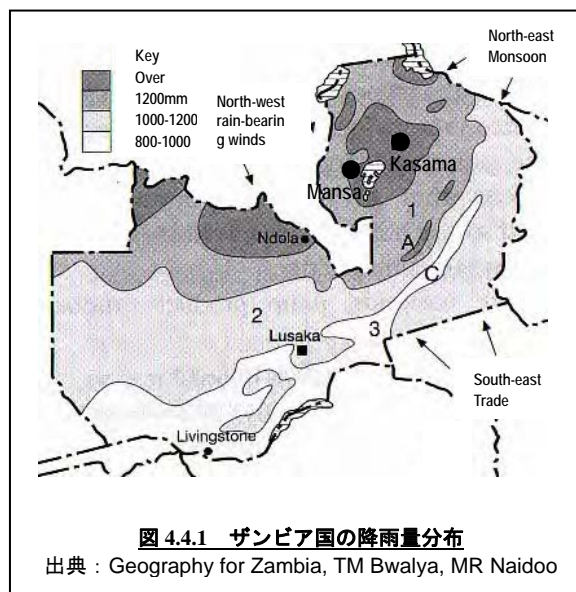 Key
Over
1200mm
1000-1200
800-1000
North-west
rain-bearin
g winds
North-east
Monsoon
Kasama
Mansa
1
Ndola
A
C
2
3
Lusaka
South-east
Trade
Livingstone
図 4.4.1 ザンビア国の降雨量分布
出典：Geography for Zambia, TM Bwalya, MR Naidoo